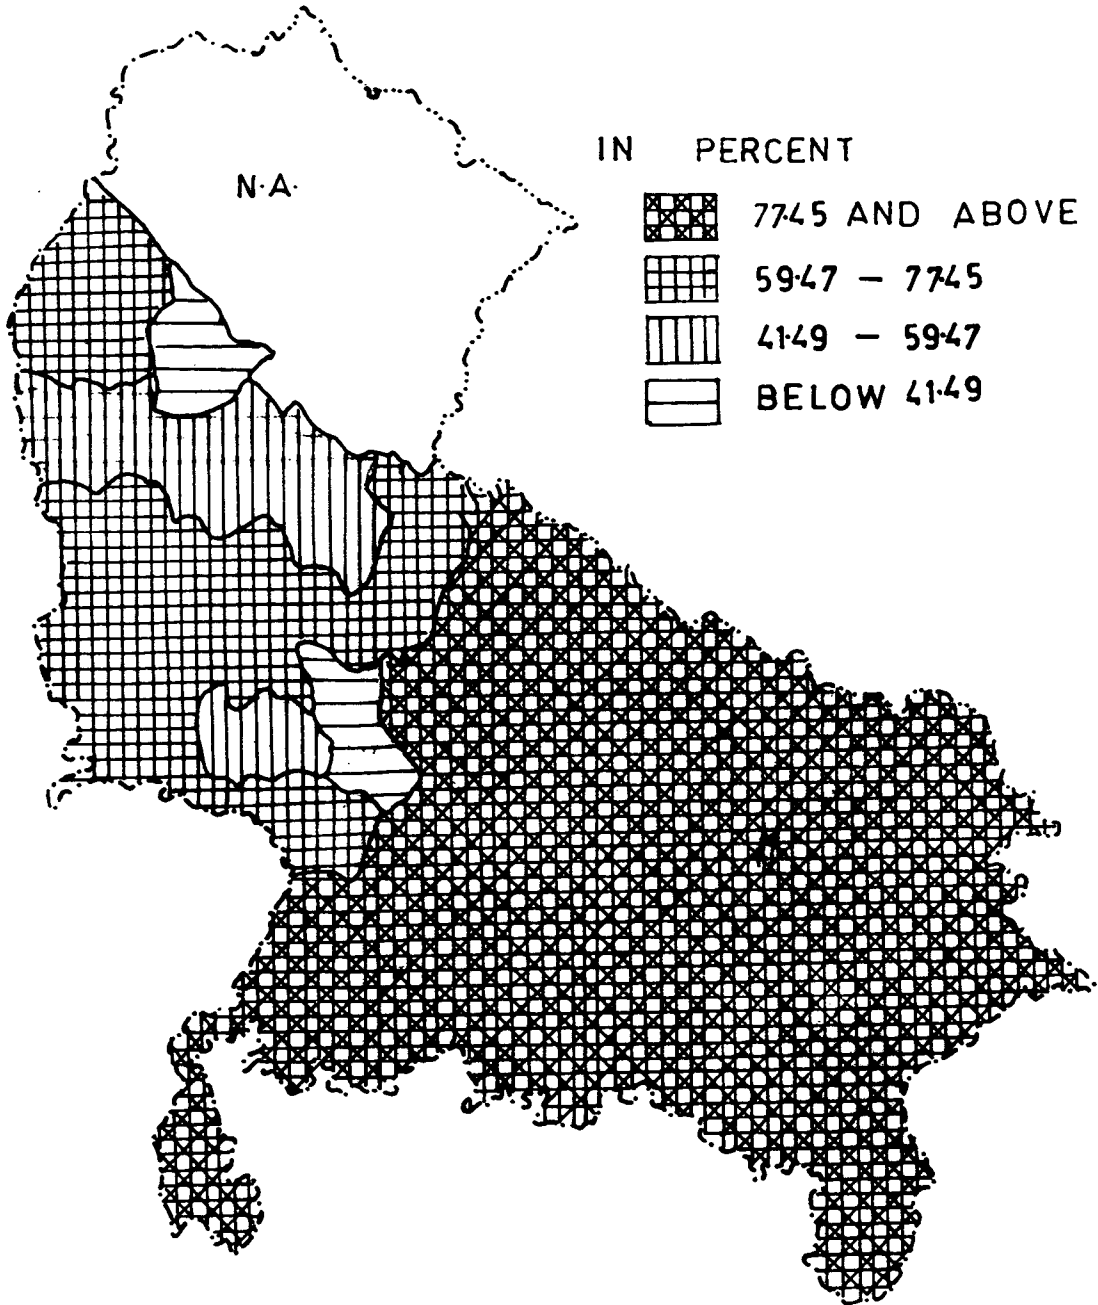 N.A.
IN PERCENT
77.45 AND ABOVE
59.47 – 77.45
41.49 – 59.47
BELOW 41.49